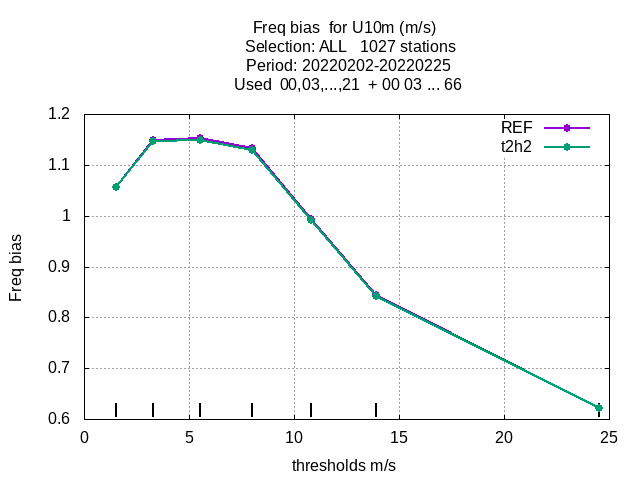 Freq bias  for U10m (m/s)
Selection: ALL   1027 stations
Period: 20220202-20220225
Used  00,03,...,21  + 00 03 ... 66
REF
t2h2
1.2
1.1
1
0.9
0.8
0.7
0.6
Freq bias
0 5 10 15 20 25
thresholds m/s